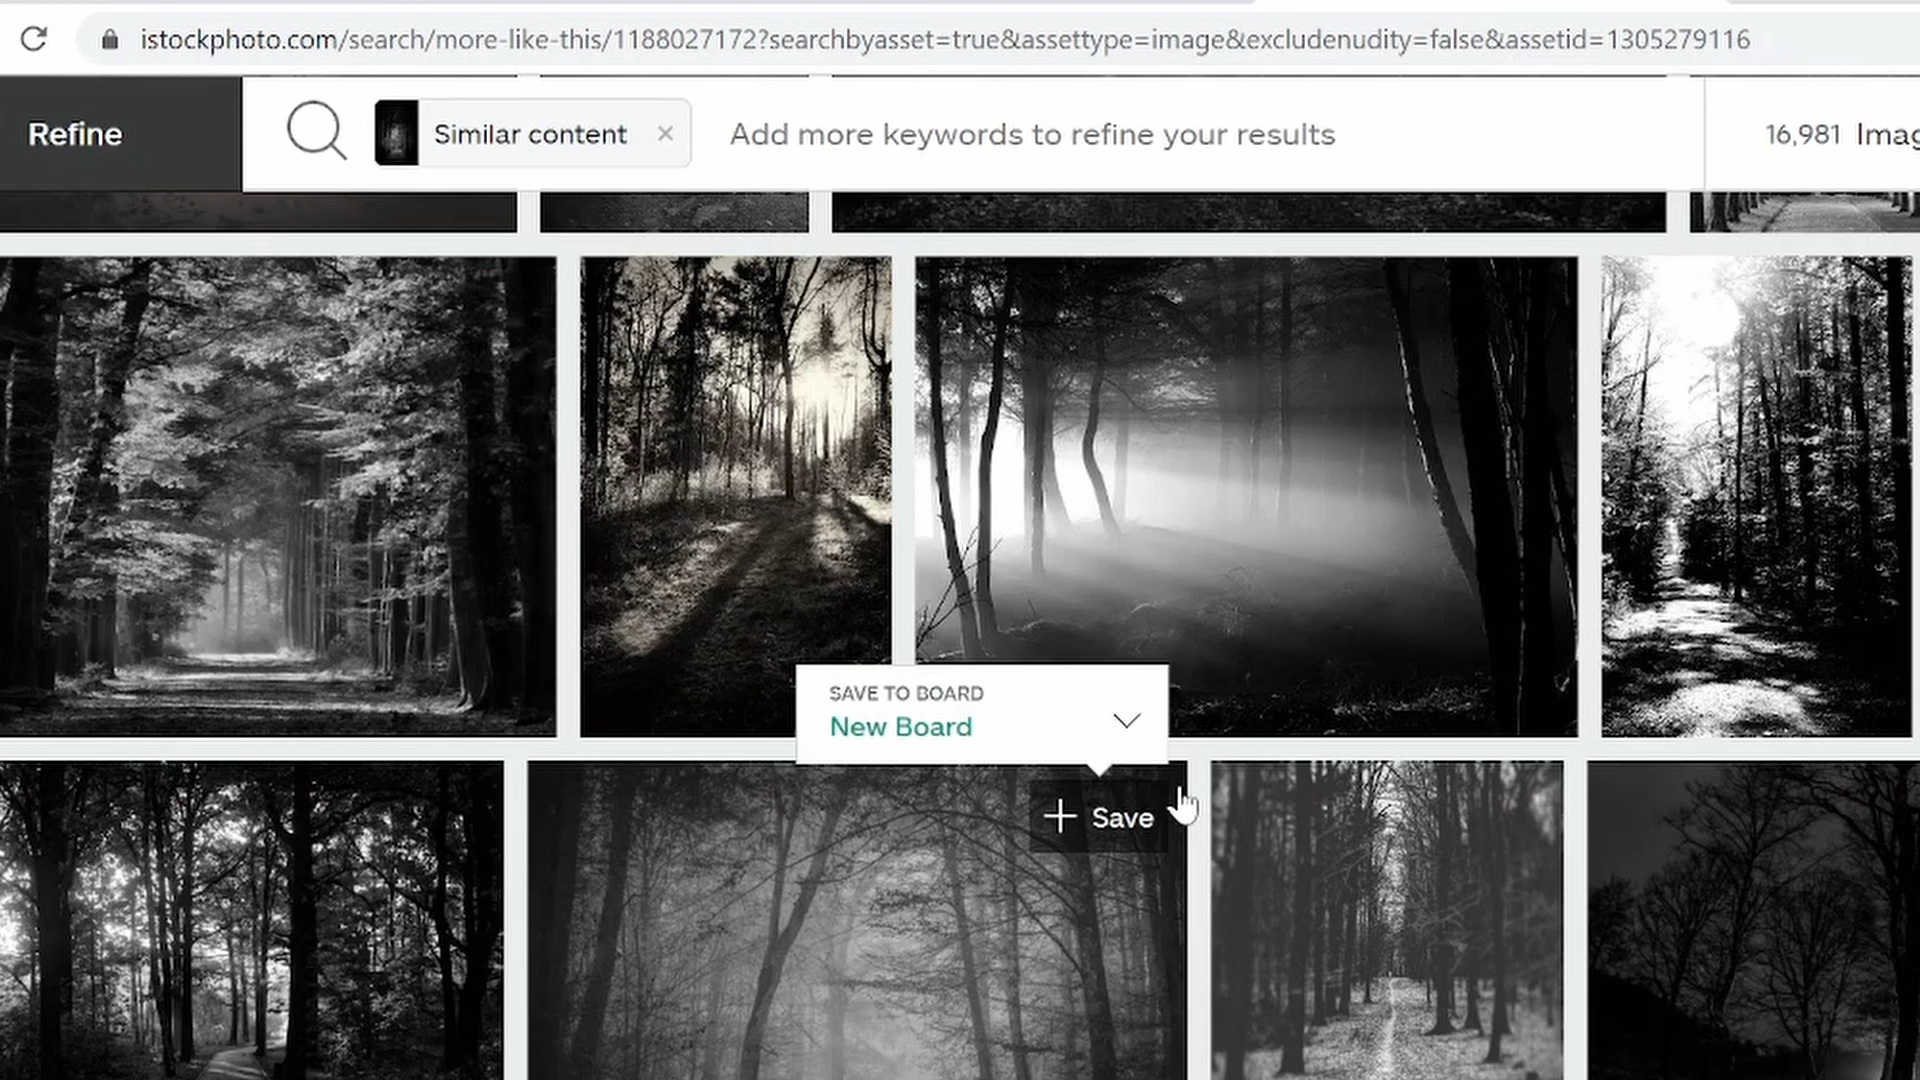 istockphoto.com/search/more-like-this/1188027172?searchbyasset=true&assettype=image&excludenudity=false&assetid=1305279116
Refine
Similar content
Add more keywords to refine your results
16,981 Imag
SAVE TO BOARD
New Board
Save